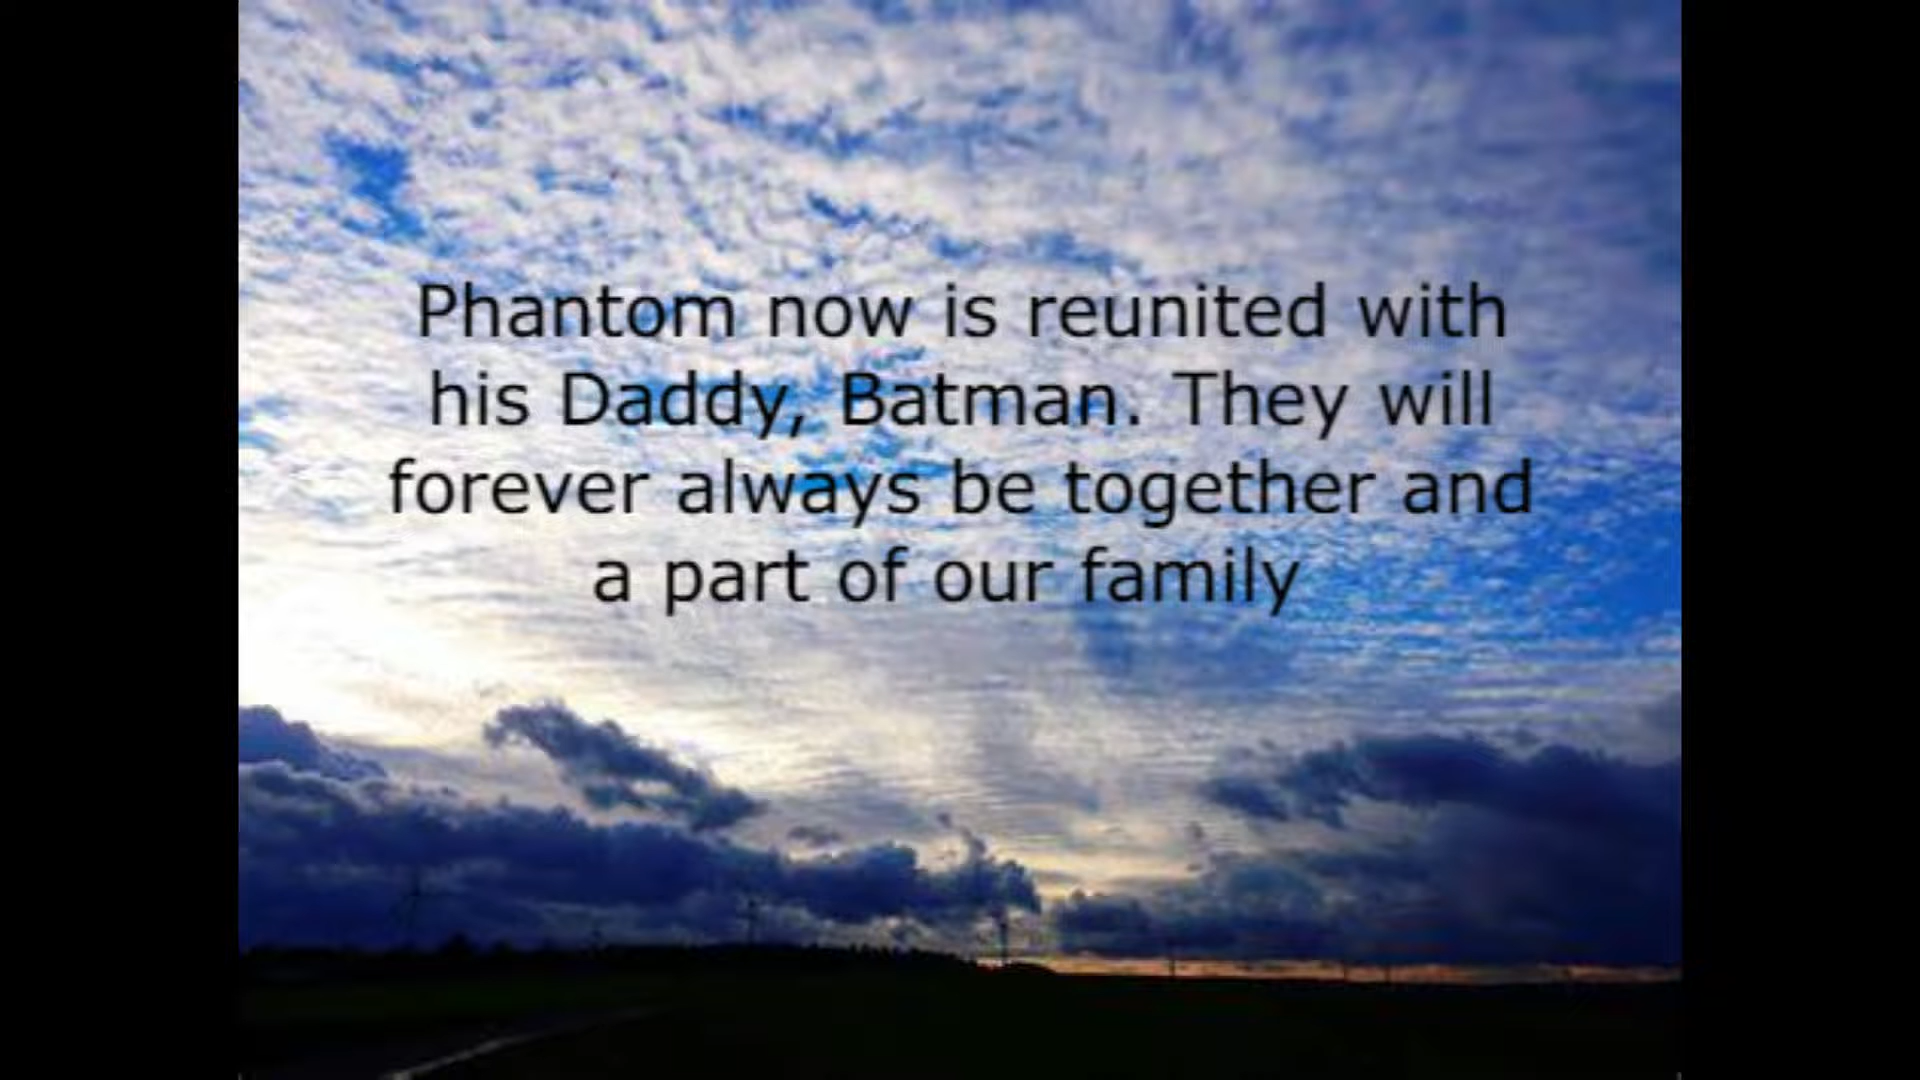 Phantom now is reunited with
his Daddy, Batman. They will
forever always be together and
a part of our family